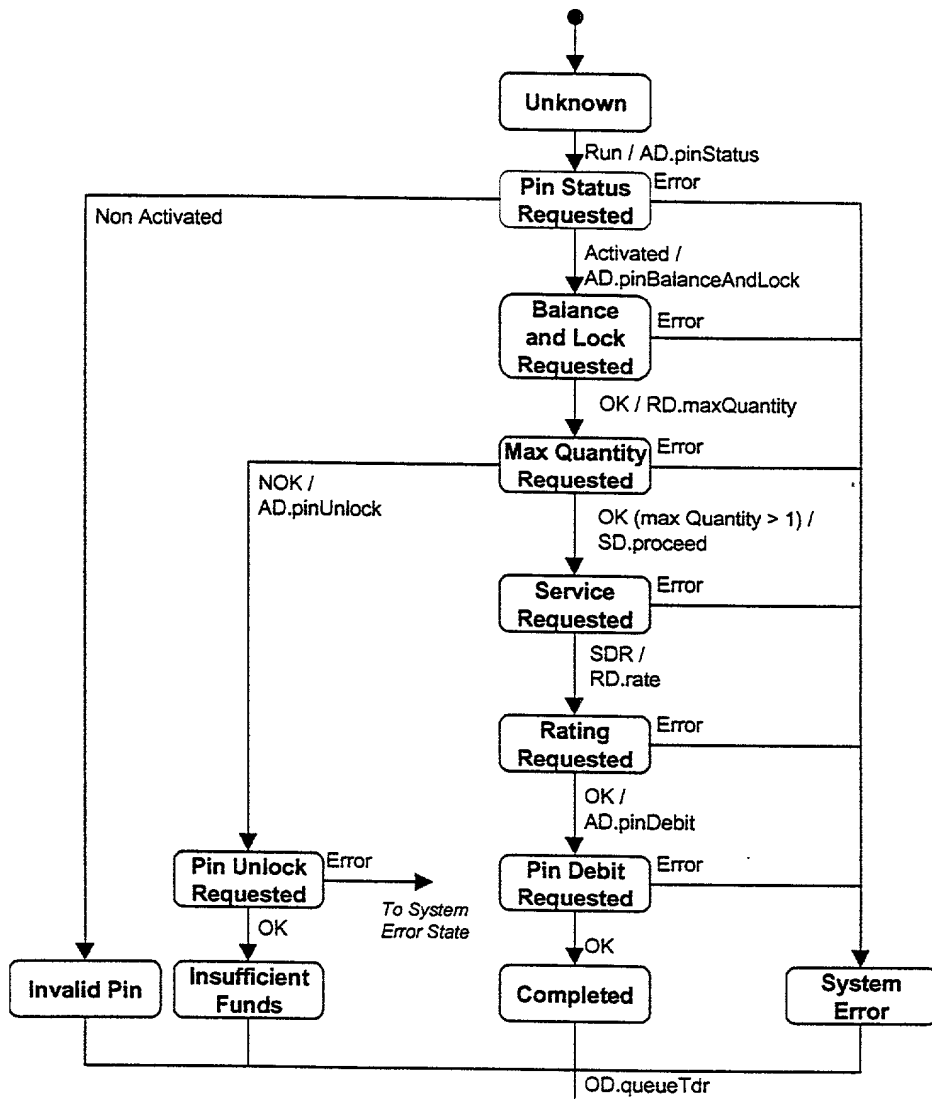 Unknown
Run / AD.pinStatus
Pin Status
Requested
Error
Non Activated
Activated /
AD.pinBalanceAndLock
Balance
and Lock
Requested
Error
OK / RD.maxQuantity
Max Quantity
Requested
Error
NOK /
AD.pinUnlock
OK (max Quantity > 1) /
SD.proceed
Service
Requested
Error
SDR /
RD.rate
Rating
Requested
Error
OK /
AD.pinDebit
Pin Unlock
Requested
Error
To System
Error State
OK
Pin Debit
Requested
Error
OK
Invalid Pin
Insufficient
Funds
Completed
System
Error
OD.queueTdr